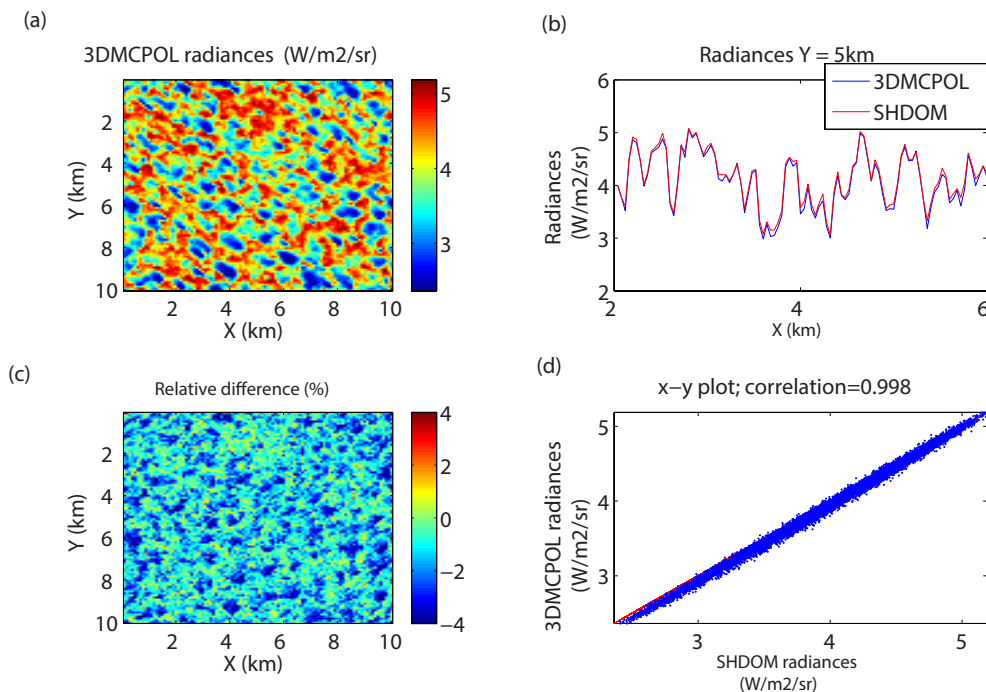 (a)
3DMCPOL radiances (W/m2/sr)
2
4
6
8
10
Y (km)
2 4 6 8 10
X (km)
5
4
3
(b)
Radiances Y = 5km
3DMCPOL
SHDOM
6
5
4
3
2
Radiances
(W/m2/sr)
2 4 6
X (km)
(c)
Relative difference (%)
2
4
6
8
10
Y (km)
2 4 6 8 10
X (km)
4
2
0
−2
−4
(d)
x−y plot; correlation=0.998
5
4
3
3DMCPOL radiances
(W/m2/sr)
3 4 5
SHDOM radiances
(W/m2/sr)